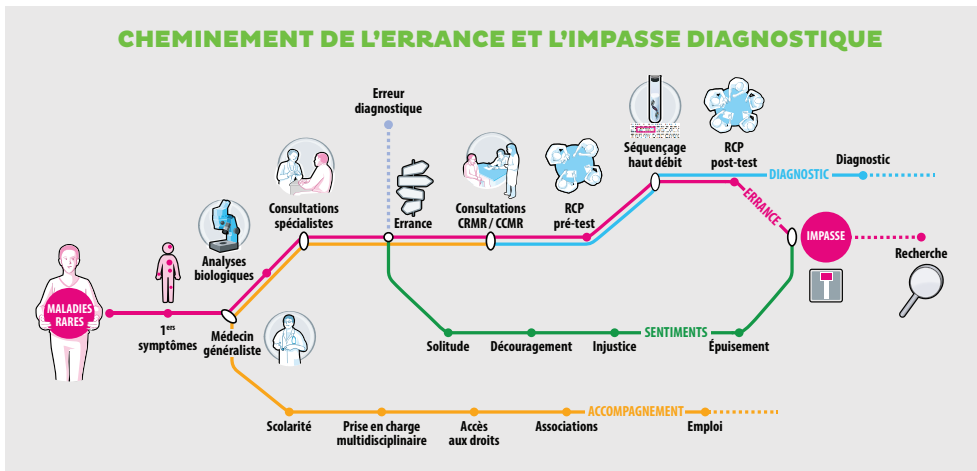 CHEMINEMENT DE L'ERRANCE ET L'IMPASSE DIAGNOSTIQUE
Erreur
diagnostique
Séquençage
haut débit
RCP
post-test
Diagnostic
DIAGNOSTIC
Consultations
spécialistes
Errance
Consultations
CRMR / CCMR
RCP
pré-test
ERRANCE
IMPASSE
Recherche
Analyses
biologiques
MALADIES
RARES
1ers
symptômes
Médecin
généraliste
Solitude
Découragement
Injustice
SENTIMENTS
Épuisement
Scolarité
Prise en charge
multidisciplinaire
Accès
aux droits
Associations
ACCOMPAGNEMENT
Emploi